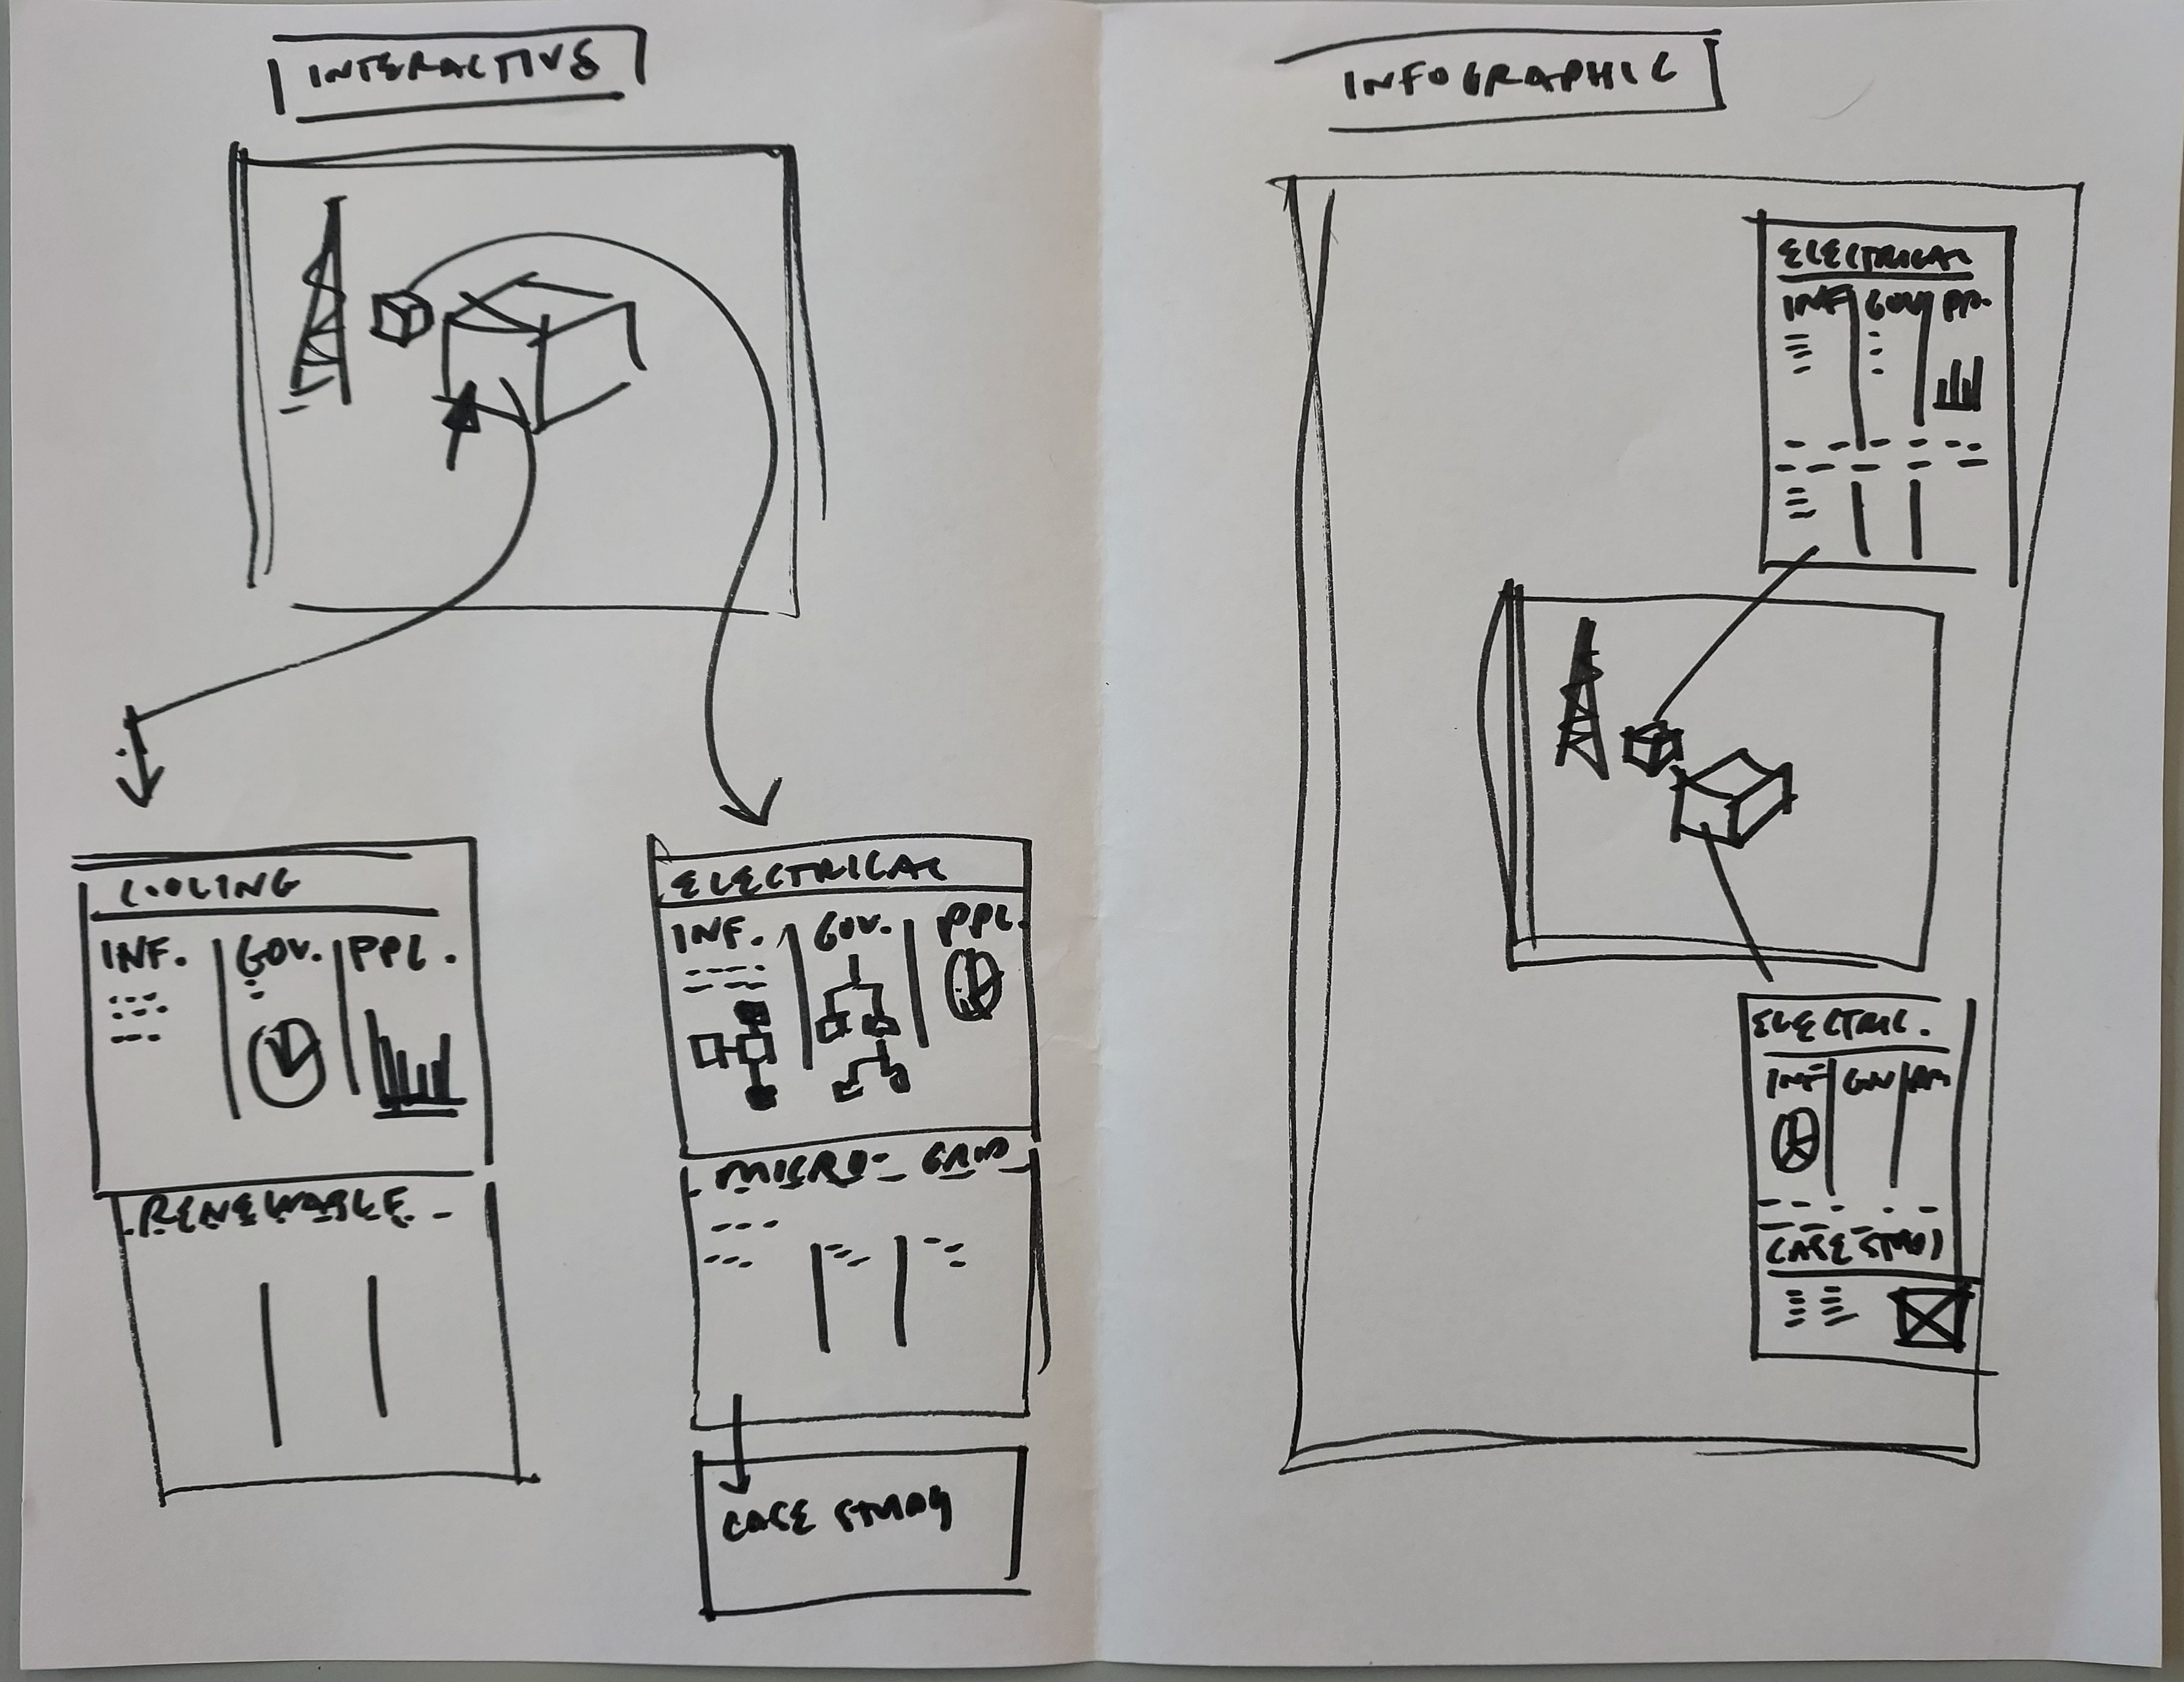 INTERACTIVE
COOLING
INF. GOV. PPL.
RENEWABLE
ELECTRICAL
INF. GOV. PPL.
MICRO- GRID
CASE STUDY
INFOGRAPHIC
ELECTRICAL
INF GOV PPL.
ELECTRIC.
INF GOV PPL
CASE STUDY